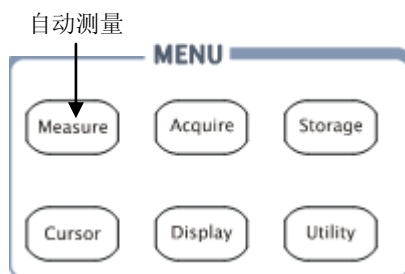 自动测量
MENU
Measure Acquire Storage
Cursor Display Utility